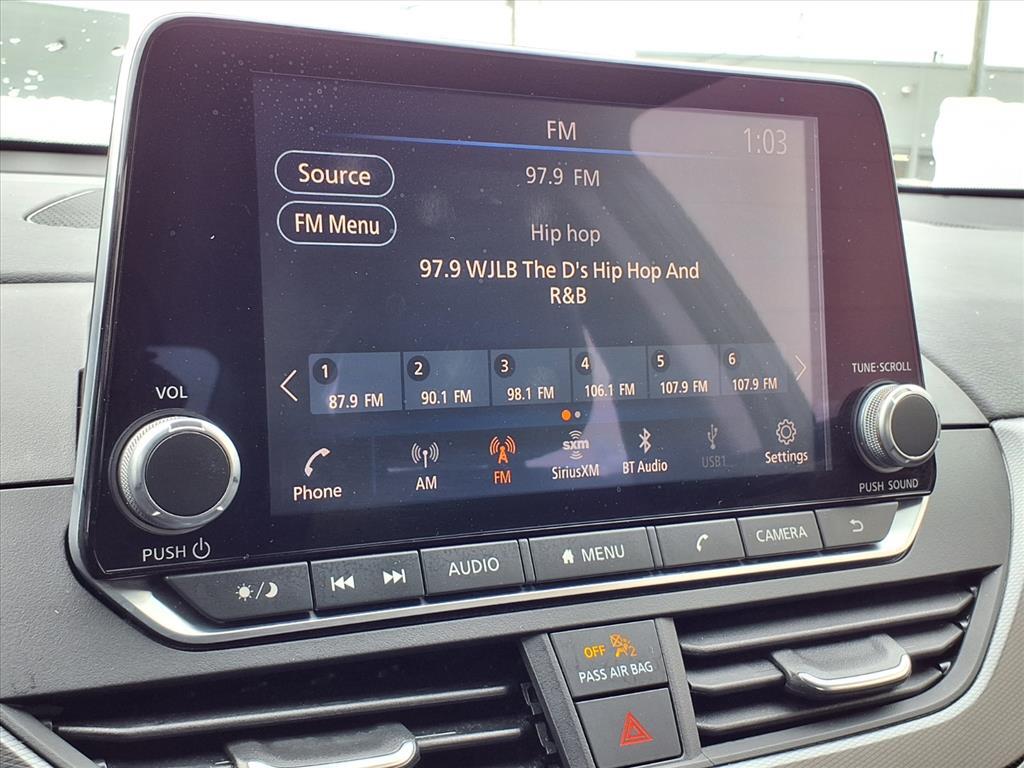 FM
1:03
Source
97.9 FM
FM Menu
Hip hop
97.9 WJLB The D's Hip Hop And
R&B
1 2 3 4 5 6
87.9 FM 90.1 FM 98.1 FM 106.1 FM 107.9 FM 107.9 FM
VOL
TUNE·SCROLL
sxm
Phone AM FM SiriusXM BT Audio USB1 Settings
PUSH
PUSH SOUND
AUDIO
MENU
CAMERA
OFF 2
PASS AIR BAG